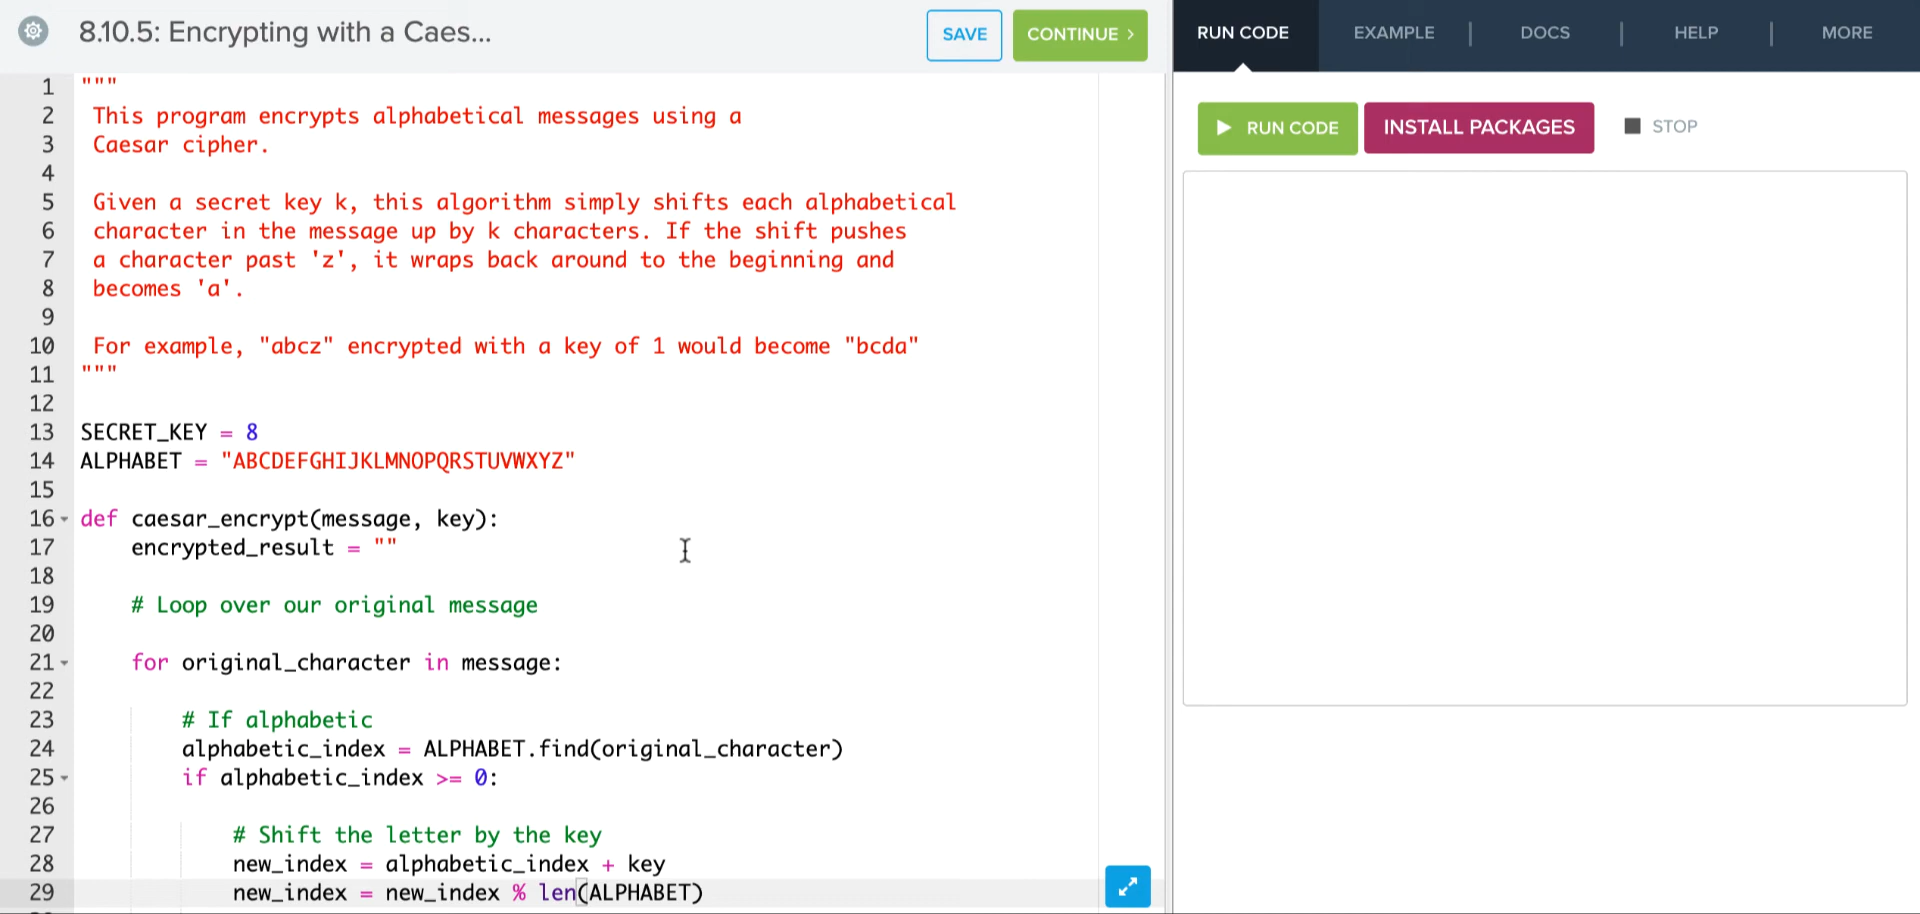 8.10.5: Encrypting with a Caes...
SAVE
CONTINUE >
RUN CODE
EXAMPLE
DOCS
HELP
MORE
RUN CODE
INSTALL PACKAGES
STOP
1 """
2 This program encrypts alphabetical messages using a
3 Caesar cipher.
4
5 Given a secret key k, this algorithm simply shifts each alphabetical
6 character in the message up by k characters. If the shift pushes
7 a character past 'z', it wraps back around to the beginning and
8 becomes 'a'.
9
10 For example, "abcz" encrypted with a key of 1 would become "bcda"
11 """
12
13 SECRET_KEY = 8
14 ALPHABET = "ABCDEFGHIJKLMNOPQRSTUVWXYZ"
15
16 def caesar_encrypt(message, key):
17 encrypted_result = ""
18
19 # Loop over our original message
20
21 for original_character in message:
22
23 # If alphabetic
24 alphabetic_index = ALPHABET.find(original_character)
25 if alphabetic_index >= 0:
26
27 # Shift the letter by the key
28 new_index = alphabetic_index + key
29 new_index = new_index % len(ALPHABET)